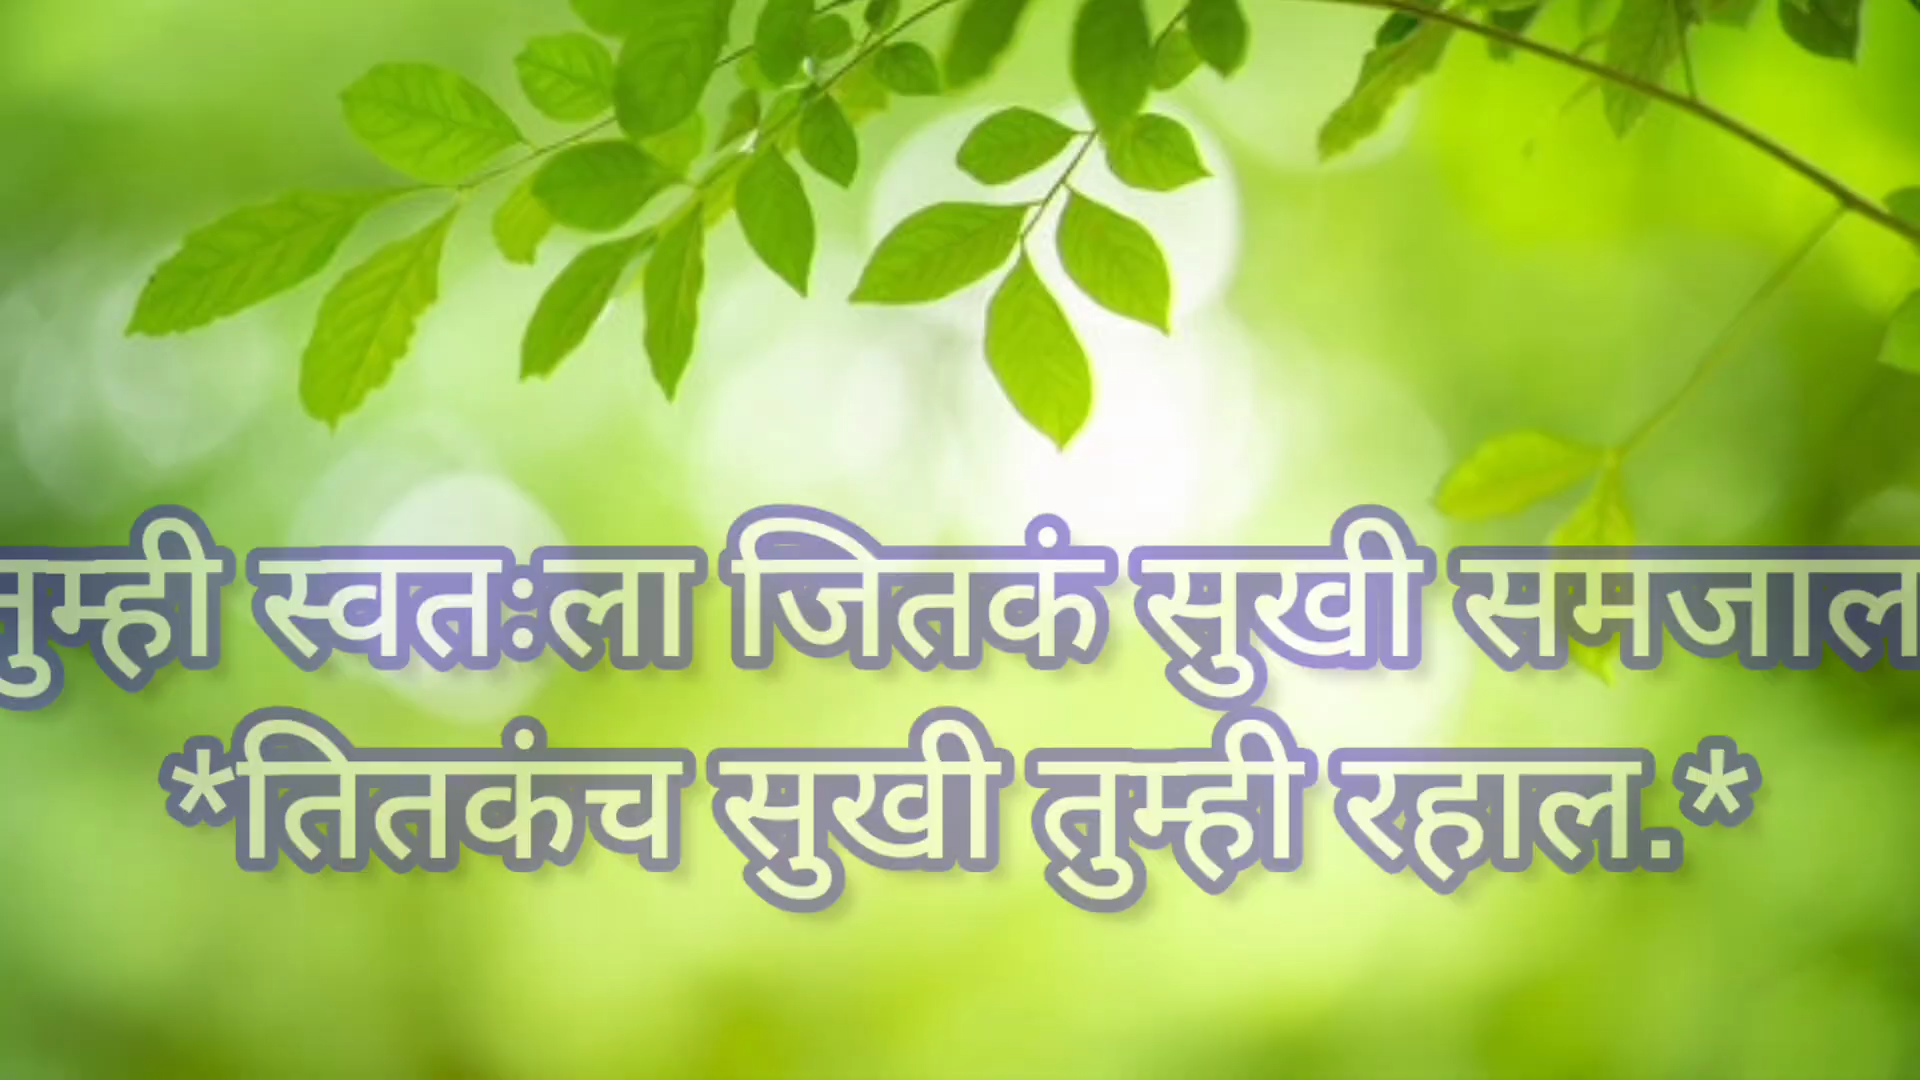 तुम्ही स्वतःला जितकं सुखी समजाल
*तितकंच सुखी तुम्ही रहाल.*